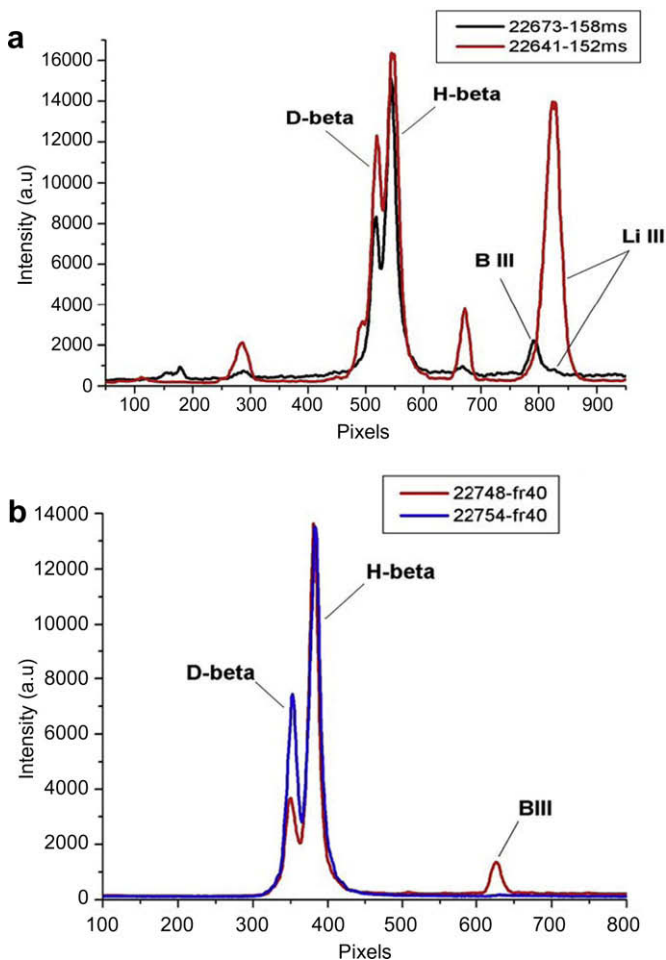 a
22673-158ms
22641-152ms
16000
14000
12000
10000
8000
6000
4000
2000
0
Intensity (a.u)
D-beta
H-beta
B III
Li III
100 200 300 400 500 600 700 800 900
Pixels
b
22748-fr40
22754-fr40
14000
12000
10000
8000
6000
4000
2000
0
Intensity (a.u)
H-beta
D-beta
BIII
100 200 300 400 500 600 700 800
Pixels